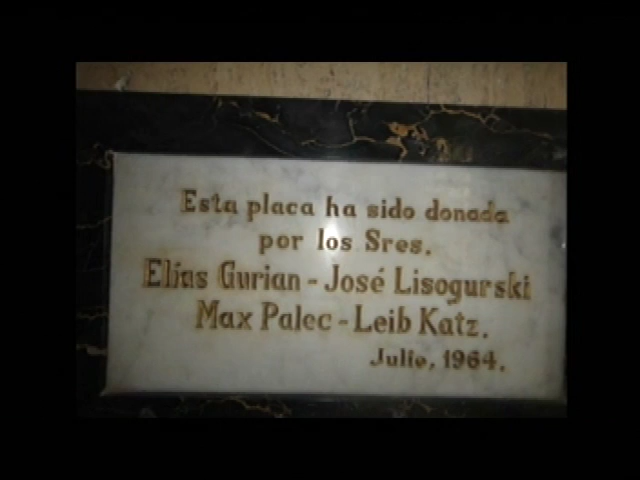 Esta placa ha sido donada
por los Sres.
Elías Gurian - José Lisogurski
Max Palec - Leib Katz.
Julio, 1964.